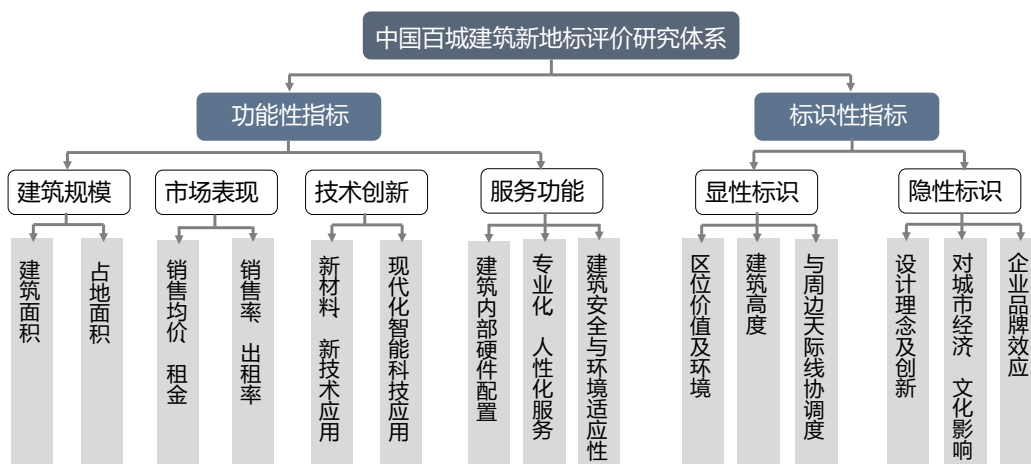 中国百城建筑新地标评价研究体系
功能性指标
标识性指标
建筑规模
市场表现
技术创新
服务功能
显性标识
隐性标识
建筑面积
占地面积
销售均价、租金
销售率、出租率
新材料、新技术应用
现代化智能科技应用
建筑内部硬件配置
专业化、人性化服务
建筑安全与环境适应性
区位价值及环境
建筑高度
与周边天际线协调度
设计理念及创新
对城市经济、文化影响
企业品牌效应